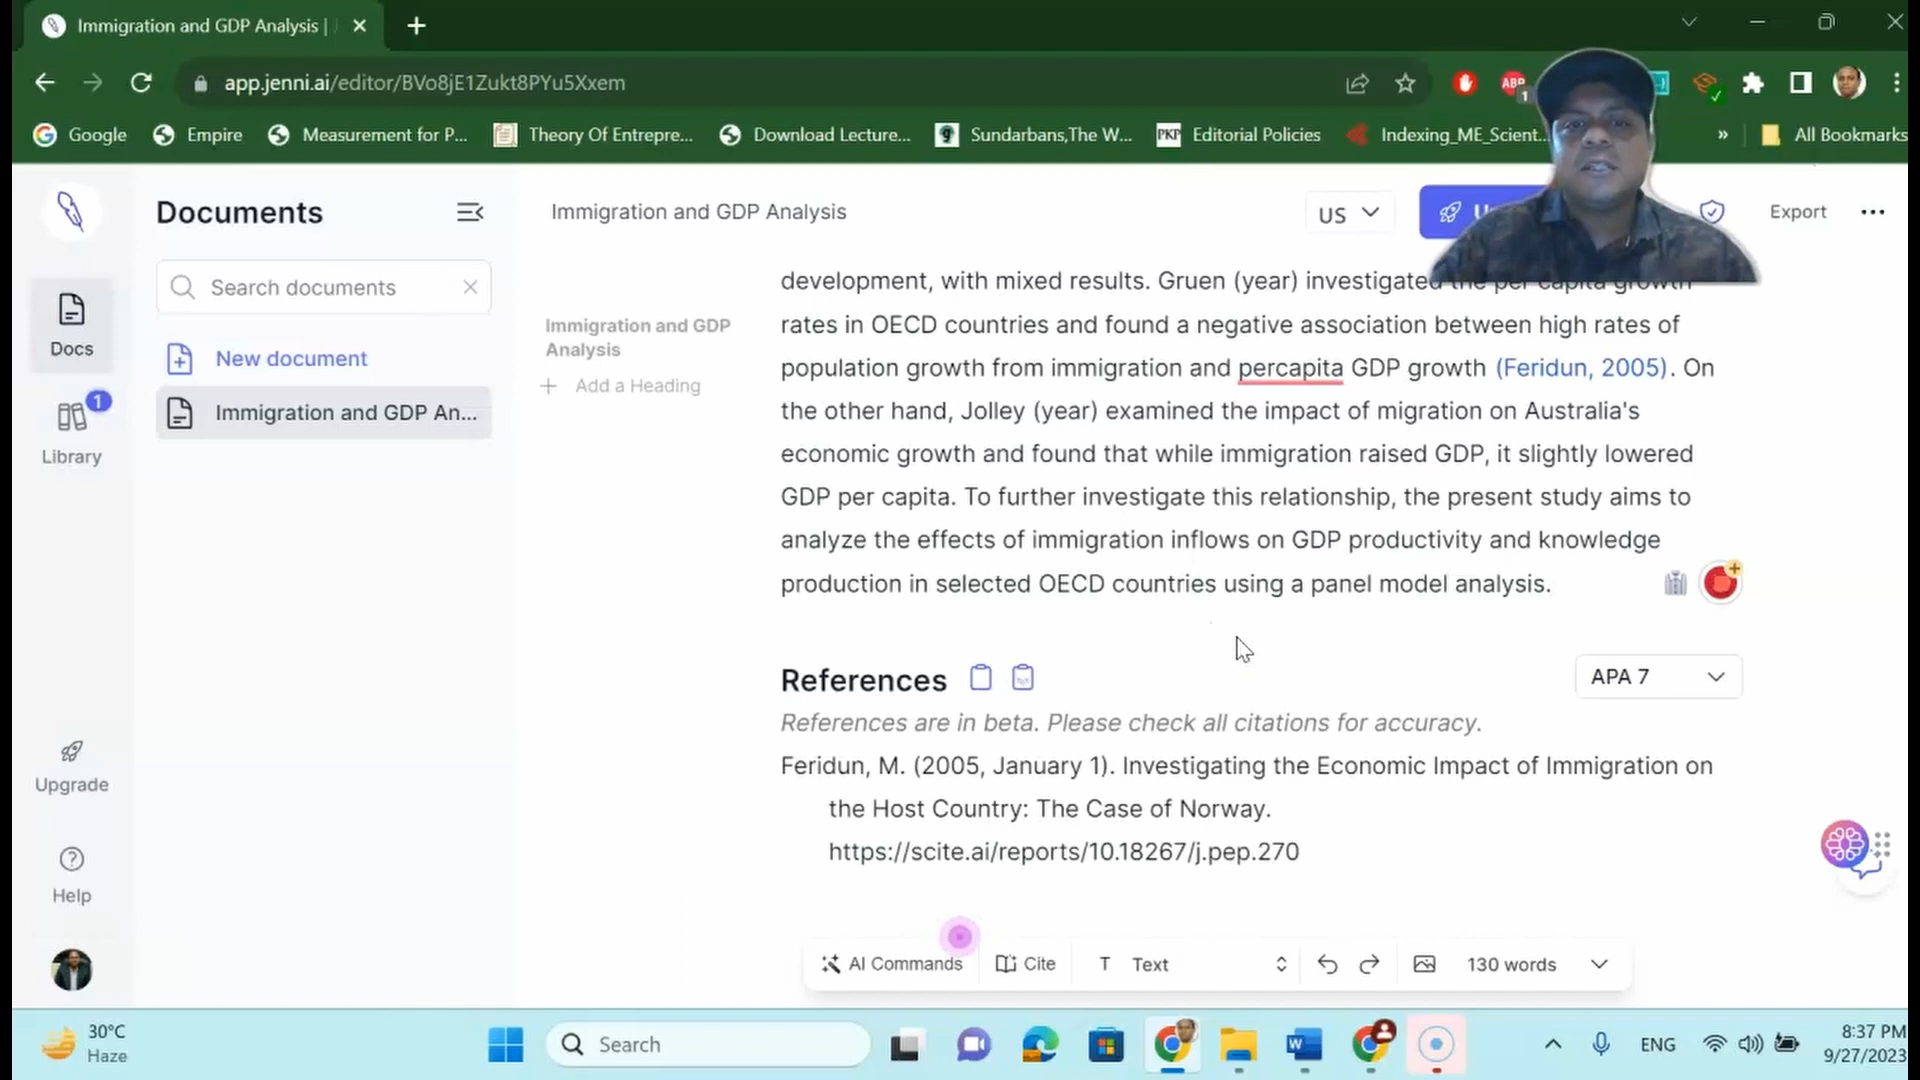 Immigration and GDP Analysis |
app.jenni.ai/editor/BVo8jE1Zukt8PYu5Xxem
ABP
1
Google
Empire
Measurement for P...
Theory Of Entrepre...
Download Lecture...
Sundarbans,The W...
PKP
Editorial Policies
Indexing_ME_Scient...
»
All Bookmarks
Documents
Immigration and GDP Analysis
US
Export
Search documents
Docs
New document
Immigration and GDP An...
1
Library
Immigration and GDP
Analysis
Add a Heading
development, with mixed results. Gruen (year) investigated the per capita growth
rates in OECD countries and found a negative association between high rates of
population growth from immigration and percapita GDP growth (Feridun, 2005). On
the other hand, Jolley (year) examined the impact of migration on Australia's
economic growth and found that while immigration raised GDP, it slightly lowered
GDP per capita. To further investigate this relationship, the present study aims to
analyze the effects of immigration inflows on GDP productivity and knowledge
production in selected OECD countries using a panel model analysis.
References
APA 7
References are in beta. Please check all citations for accuracy.
Feridun, M. (2005, January 1). Investigating the Economic Impact of Immigration on
the Host Country: The Case of Norway.
https://scite.ai/reports/10.18267/j.pep.270
Upgrade
Help
AI Commands
Cite
T Text
130 words
30°C
Haze
Search
W
ENG
8:37 PM
9/27/2023